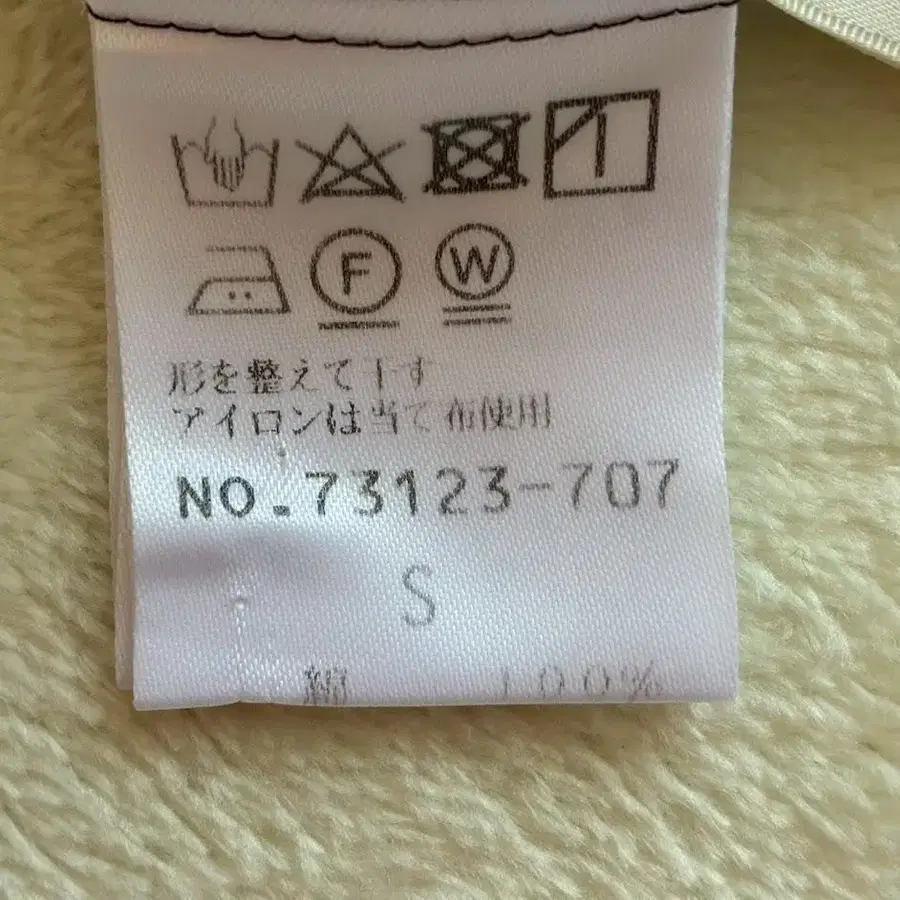 F W
形を整えて干す
アイロンは当て布使用
NO.73123-707
S
綿 100%